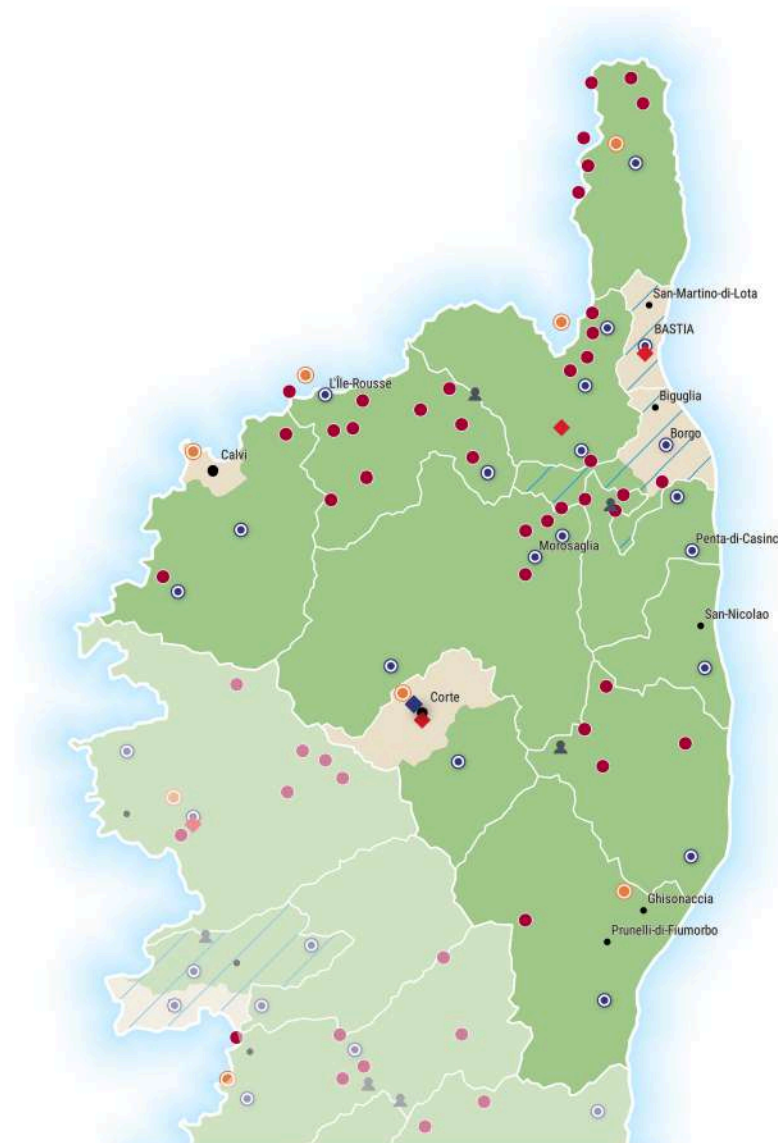 San-Martino-di-Lota
BASTIA
L'Île-Rousse
Biguglia
Borgo
Calvi
Penta-di-Casinc
Morosaglia
San-Nicolao
Corte
Ghisonaccia
Prunelli-di-Fiumorbo